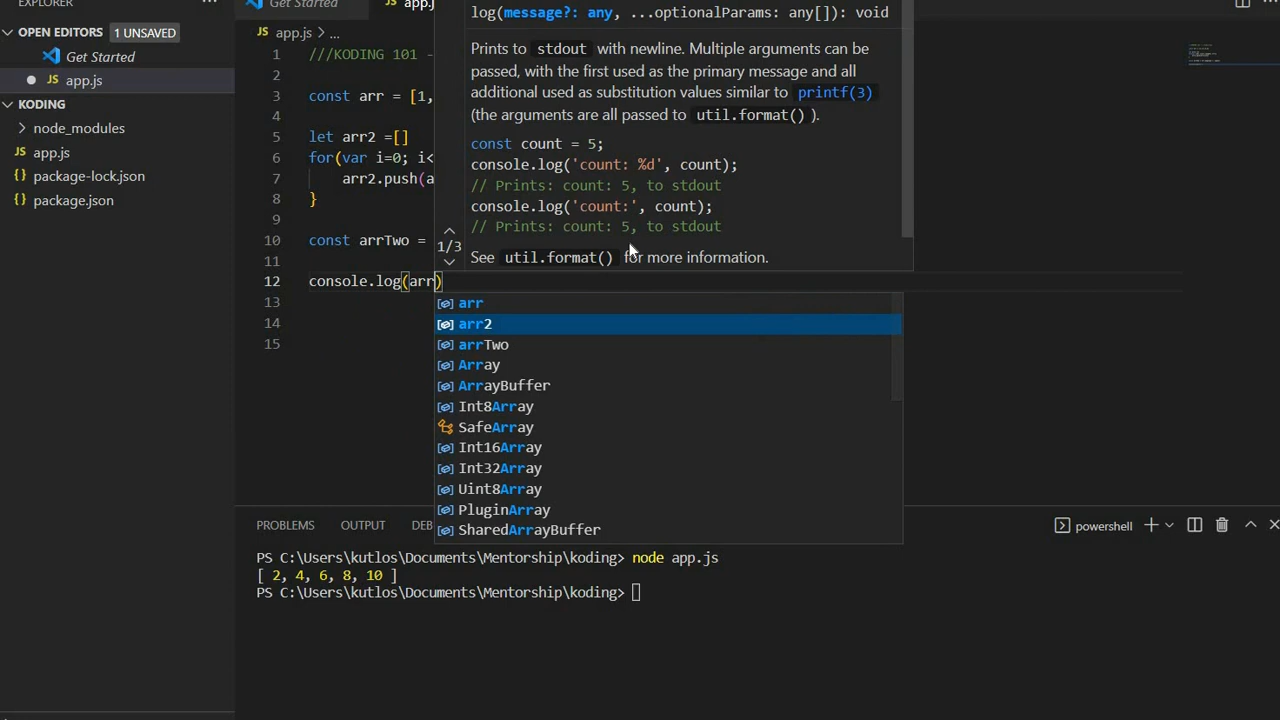 EXPLORER
OPEN EDITORS 1 UNSAVED
Get Started
app.js
KODING
node_modules
app.js
package-lock.json
package.json
Get Started
app.j
app.js > ...
1 ///KODING 101 -
2
3 const arr = [1,
4
5 let arr2 =[]
6 for(var i=0; i<
7 arr2.push(a
8 }
9
10 const arrTwo =
11
12 console.log(arr)
13
14
15
log(message?: any, ...optionalParams: any[]): void
Prints to stdout with newline. Multiple arguments can be
passed, with the first used as the primary message and all
additional used as substitution values similar to printf(3)
(the arguments are all passed to util.format() ).
const count = 5;
console.log('count: %d', count);
// Prints: count: 5, to stdout
console.log('count:', count);
// Prints: count: 5, to stdout
1/3
See util.format() for more information.
arr
arr2
arrTwo
Array
ArrayBuffer
Int8Array
SafeArray
Int16Array
Int32Array
Uint8Array
PluginArray
SharedArrayBuffer
PROBLEMS OUTPUT DEB
powershell
PS C:\Users\kutlos\Documents\Mentorship\koding> node app.js
[ 2, 4, 6, 8, 10 ]
PS C:\Users\kutlos\Documents\Mentorship\koding>